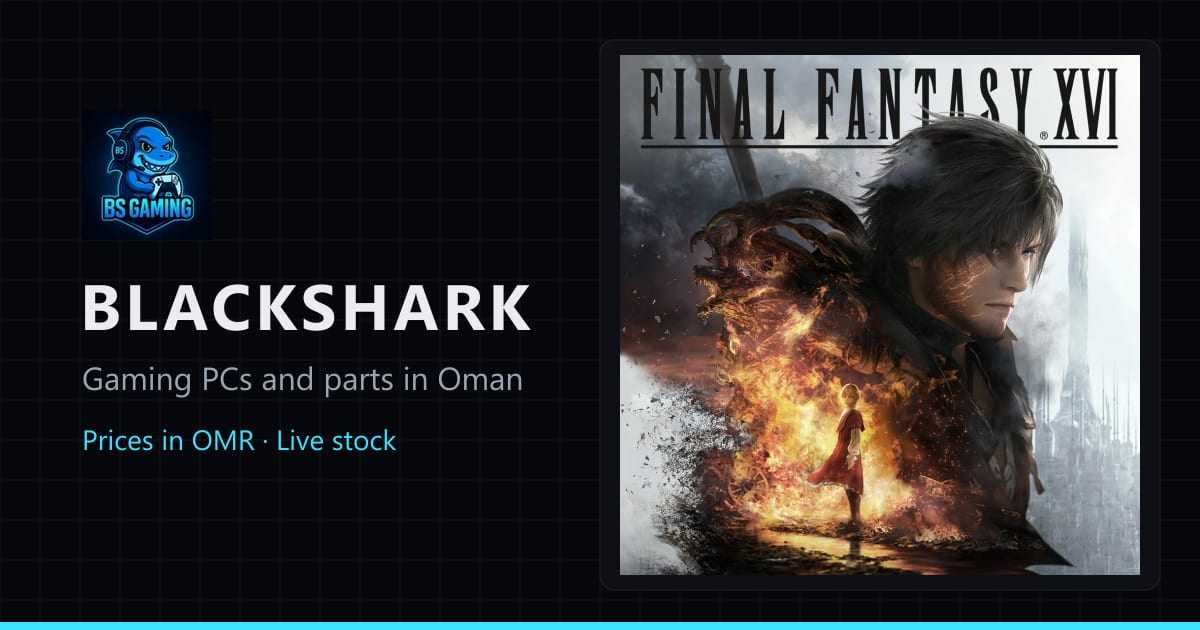 BS
BS GAMING
BLACKSHARK
Gaming PCs and parts in Oman
Prices in OMR · Live stock
FINAL FANTASY® XVI